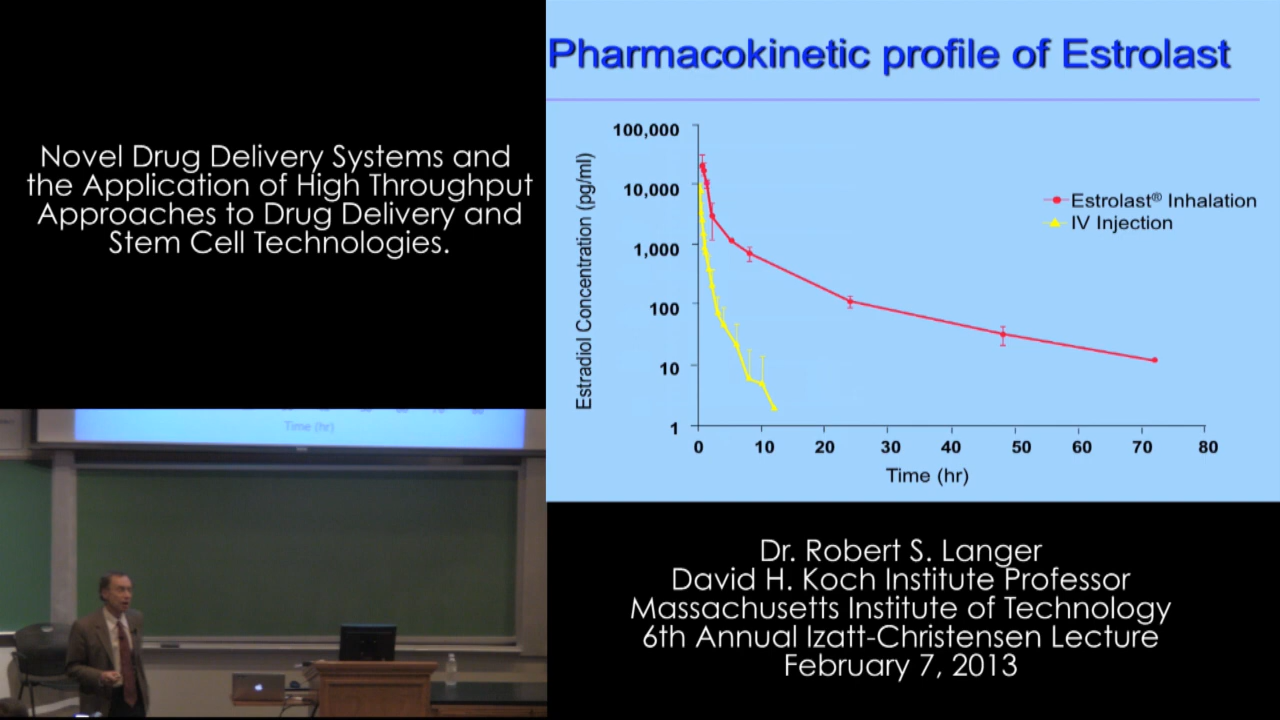 Novel Drug Delivery Systems and
the Application of High Throughput
Approaches to Drug Delivery and
Stem Cell Technologies.
Pharmacokinetic profile of Estrolast
Estradiol Concentration (pg/ml)
100,000
10,000
1,000
100
10
1
0 10 20 30 40 50 60 70 80
Time (hr)
Estrolast® Inhalation
IV Injection
Time (hr)
Dr. Robert S. Langer
David H. Koch Institute Professor
Massachusetts Institute of Technology
6th Annual Izatt-Christensen Lecture
February 7, 2013